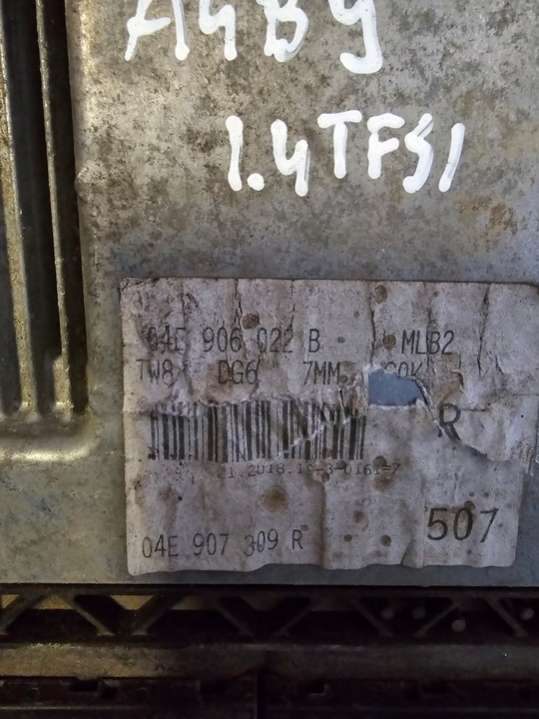 A4B9
1.4TFSI
04E 906 022 B MLB2
TW8 DG6 7MM
R
04E 907 309 R 507